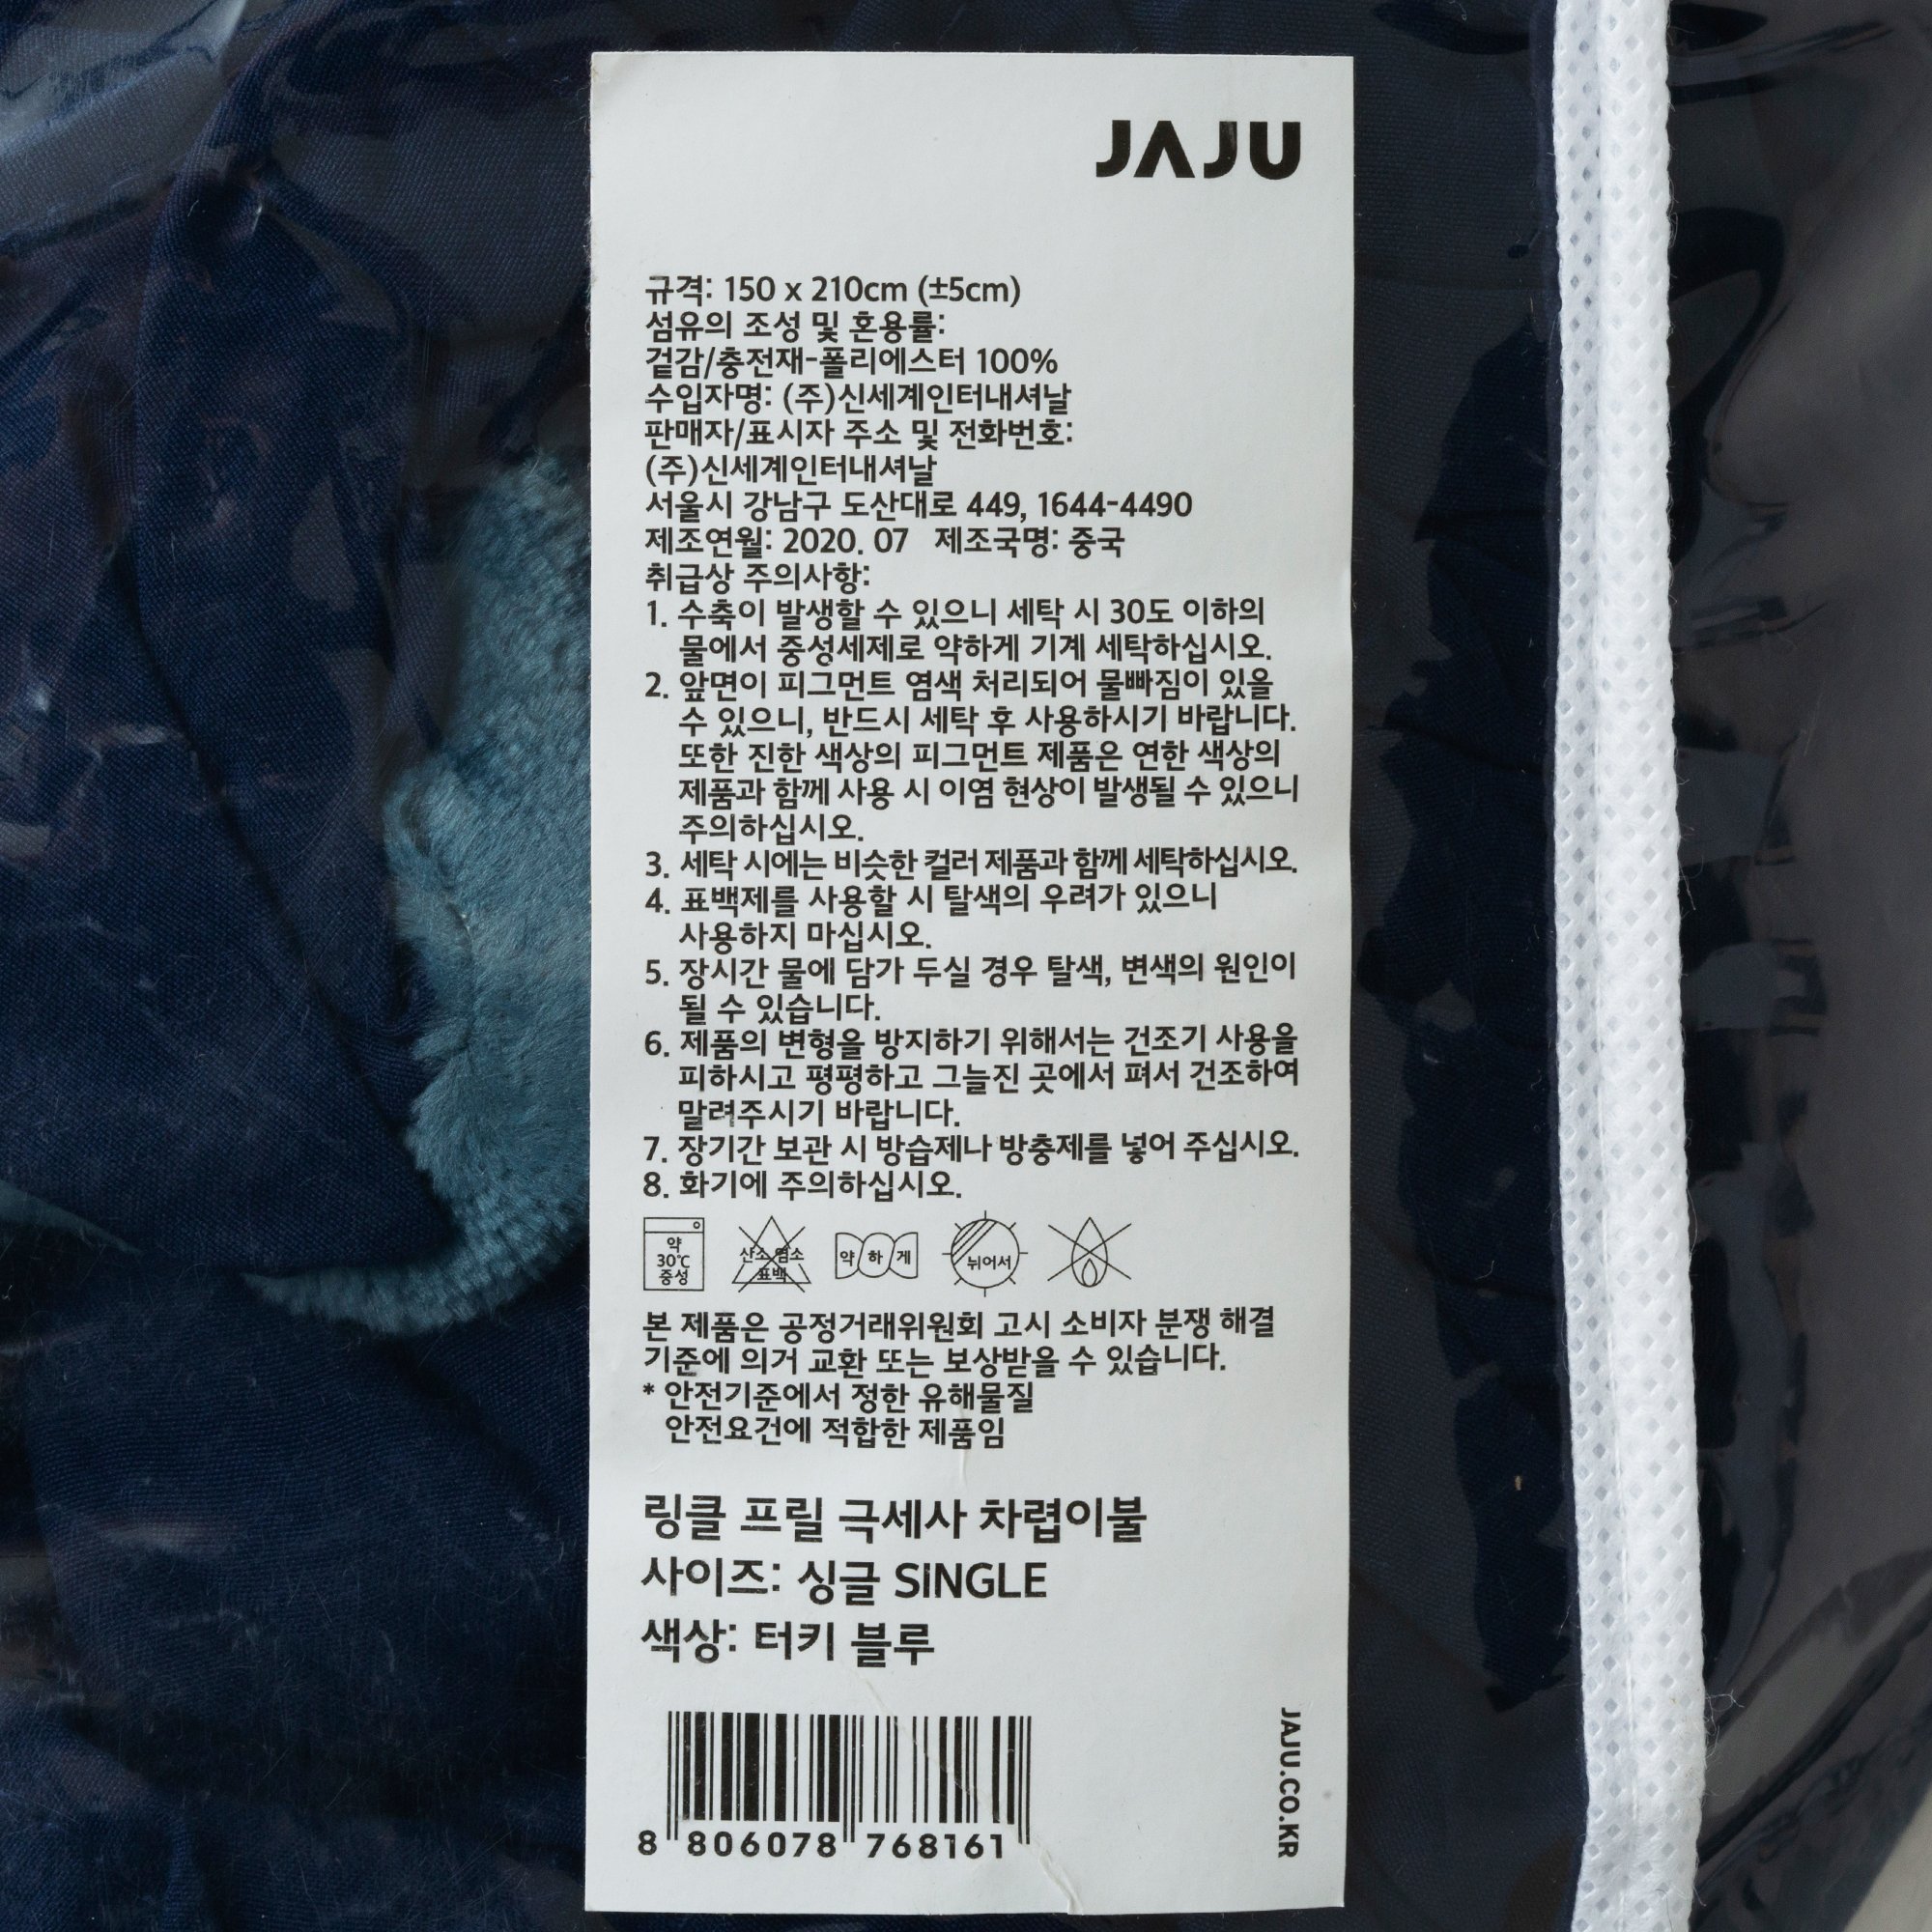 JAJU
규격: 150 x 210cm (±5cm)
섬유의 조성 및 혼용률:
겉감/충전재-폴리에스터 100%
수입자명: (주)신세계인터내셔날
판매자/표시자 주소 및 전화번호:
(주)신세계인터내셔날
서울시 강남구 도산대로 449, 1644-4490
제조연월: 2020. 07 제조국명: 중국
취급상 주의사항:
1. 수축이 발생할 수 있으니 세탁 시 30도 이하의
물에서 중성세제로 약하게 기계 세탁하십시오.
2. 앞면이 피그먼트 염색 처리되어 물빠짐이 있을
수 있으니, 반드시 세탁 후 사용하시기 바랍니다.
또한 진한 색상의 피그먼트 제품은 연한 색상의
제품과 함께 사용 시 이염 현상이 발생될 수 있으니
주의하십시오.
3. 세탁 시에는 비슷한 컬러 제품과 함께 세탁하십시오.
4. 표백제를 사용할 시 탈색의 우려가 있으니
사용하지 마십시오.
5. 장시간 물에 담가 두실 경우 탈색, 변색의 원인이
될 수 있습니다.
6. 제품의 변형을 방지하기 위해서는 건조기 사용을
피하시고 평평하고 그늘진 곳에서 펴서 건조하여
말려주시기 바랍니다.
7. 장기간 보관 시 방습제나 방충제를 넣어 주십시오.
8. 화기에 주의하십시오.
약 30℃ 중성 산소 염소 표백 약하게 뉘어서
본 제품은 공정거래위원회 고시 소비자 분쟁 해결
기준에 의거 교환 또는 보상받을 수 있습니다.
* 안전기준에서 정한 유해물질
안전요건에 적합한 제품임
링클 프릴 극세사 차렵이불
사이즈: 싱글 SINGLE
색상: 터키 블루
8 806078 768161
JAJU.CO.KR